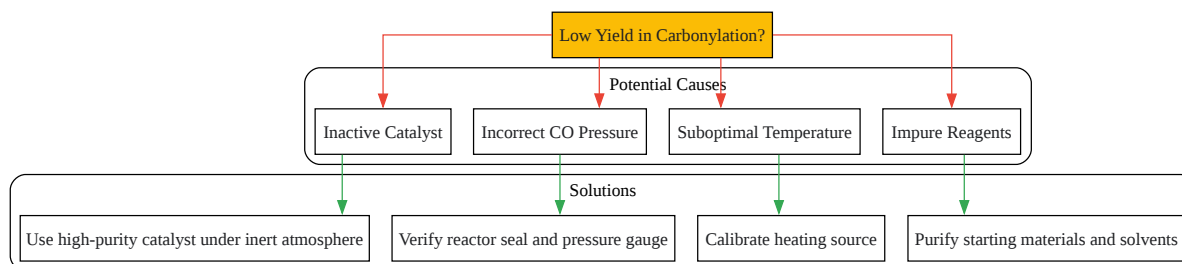 Low Yield in Carbonylation?
Potential Causes
Inactive Catalyst
Incorrect CO Pressure
Suboptimal Temperature
Impure Reagents
Solutions
Use high-purity catalyst under inert atmosphere
Verify reactor seal and pressure gauge
Calibrate heating source
Purify starting materials and solvents